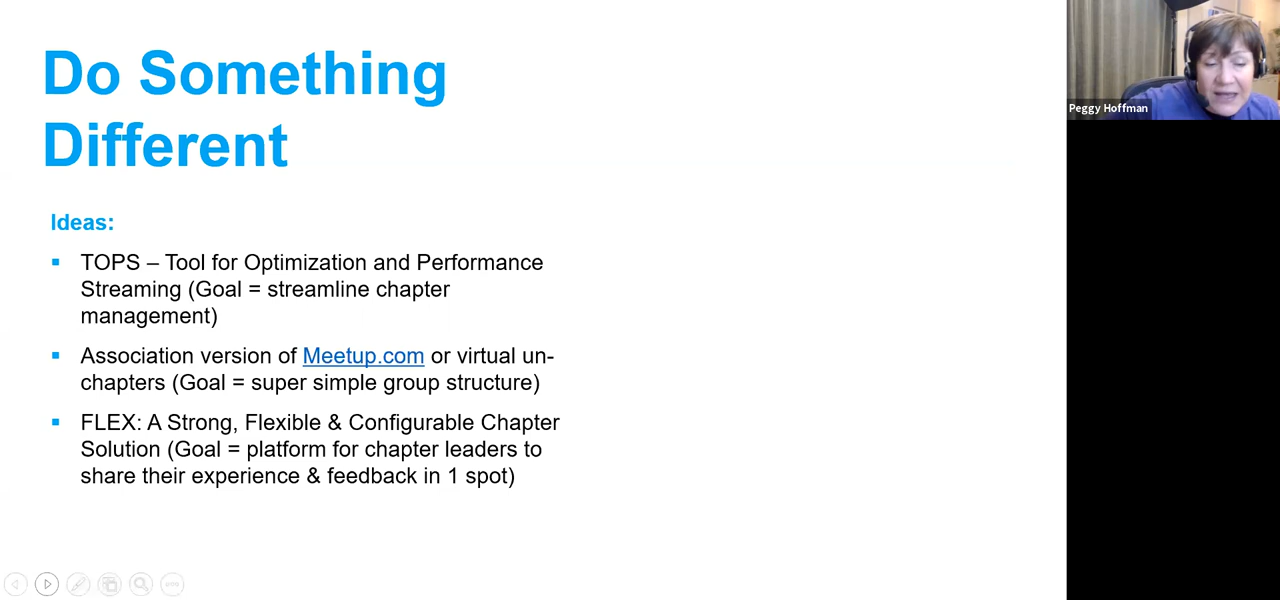 Do Something
Different
Ideas:
▪ TOPS – Tool for Optimization and Performance
Streaming (Goal = streamline chapter
management)
▪ Association version of Meetup.com or virtual un-
chapters (Goal = super simple group structure)
▪ FLEX: A Strong, Flexible & Configurable Chapter
Solution (Goal = platform for chapter leaders to
share their experience & feedback in 1 spot)
Peggy Hoffman